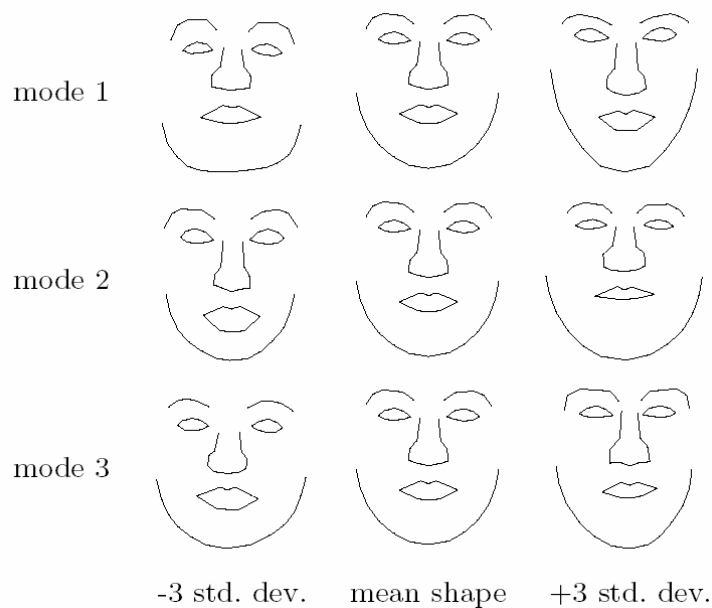 mode 1
mode 2
mode 3
-3 std. dev. mean shape +3 std. dev.